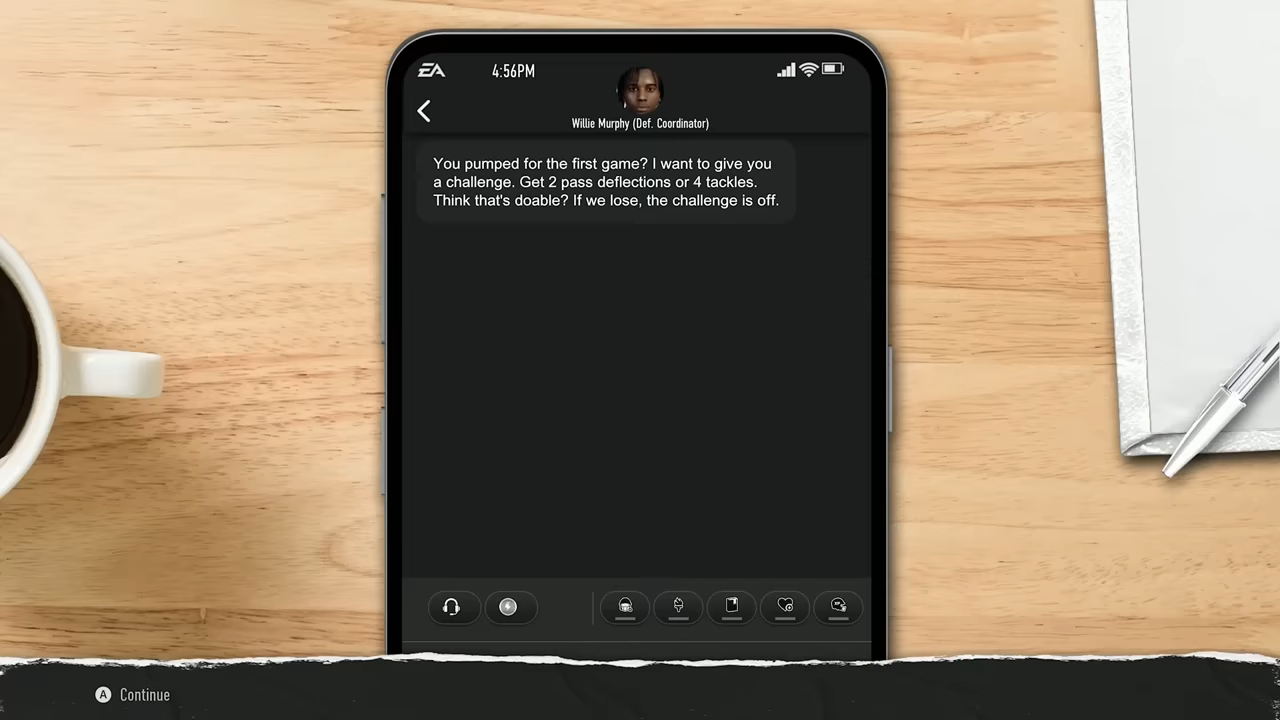 EA
4:56PM
Willie Murphy (Def. Coordinator)
You pumped for the first game? I want to give you
a challenge. Get 2 pass deflections or 4 tackles.
Think that's doable? If we lose, the challenge is off.
A Continue